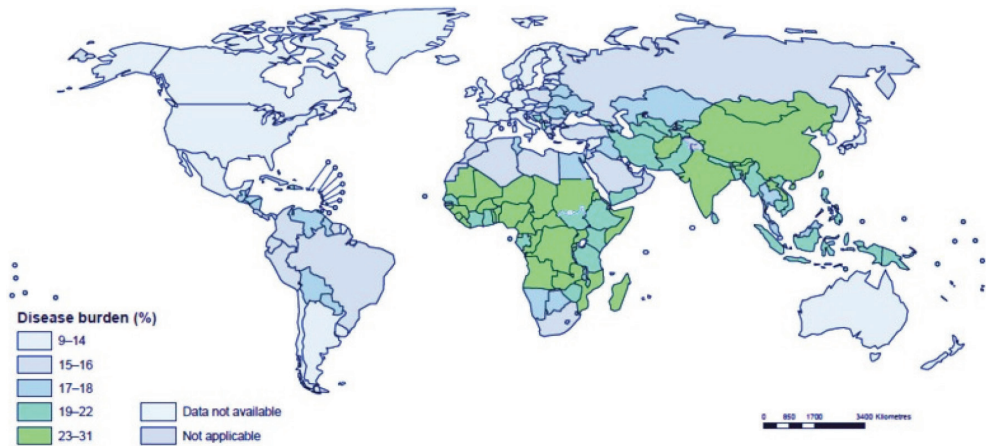 Disease burden (%)
9–14
15–16
17–18
19–22
23–31
Data not available
Not applicable
0 850 1700 3400 Kilometres